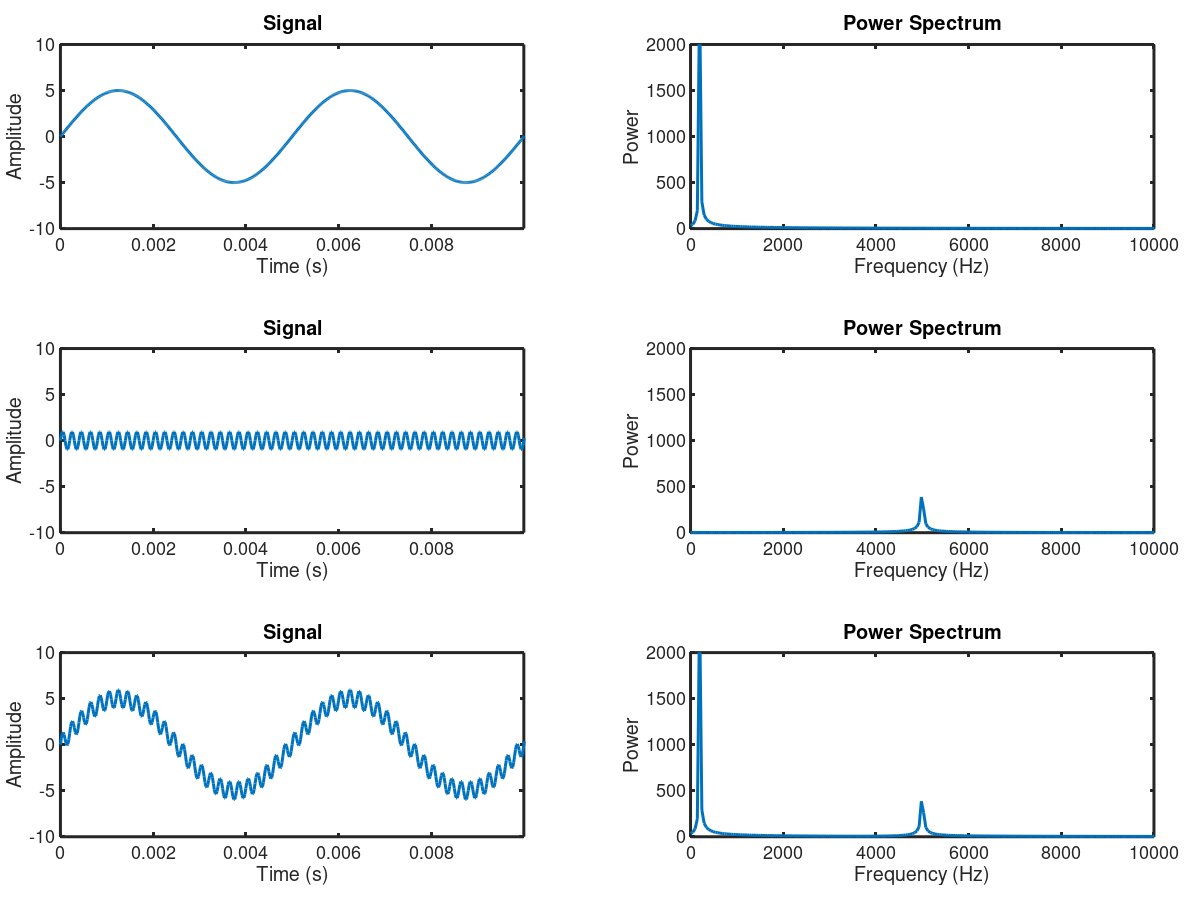 Signal
Amplitude
10
5
0
-5
-10
0 0.002 0.004 0.006 0.008
Time (s)
Power Spectrum
Power
2000
1500
1000
500
0
0 2000 4000 6000 8000 10000
Frequency (Hz)
Signal
Amplitude
10
5
0
-5
-10
0 0.002 0.004 0.006 0.008
Time (s)
Power Spectrum
Power
2000
1500
1000
500
0
0 2000 4000 6000 8000 10000
Frequency (Hz)
Signal
Amplitude
10
5
0
-5
-10
0 0.002 0.004 0.006 0.008
Time (s)
Power Spectrum
Power
2000
1500
1000
500
0
0 2000 4000 6000 8000 10000
Frequency (Hz)